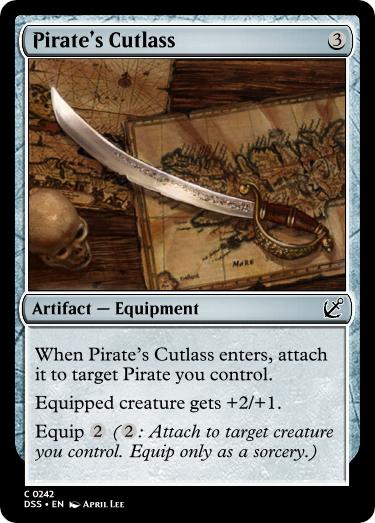 Pirate's Cutlass 3
MARE
Artifact — Equipment
When Pirate's Cutlass enters, attach
it to target Pirate you control.
Equipped creature gets +2/+1.
Equip 2 (2: Attach to target creature
you control. Equip only as a sorcery.)
C 0242
DSS • EN April Lee